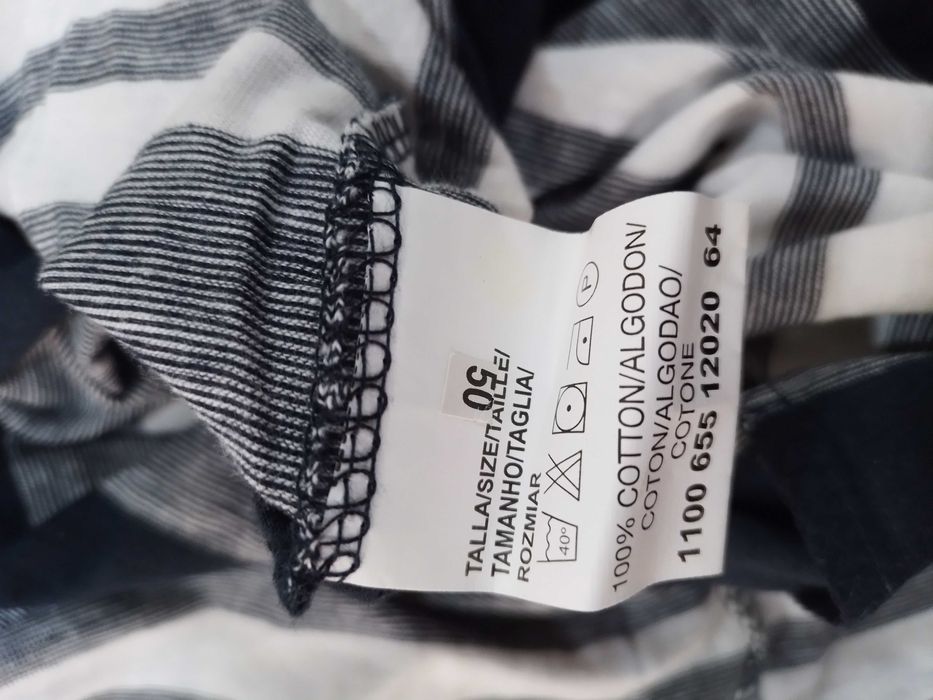 TALLA/SIZE/TAILLE/ 50
TAMANHO/TAGLIA/
ROZMIAR
40° P
100% COTTON/ALGODON/
COTON/ALGODAO/
COTONE
1100 655 12020 64